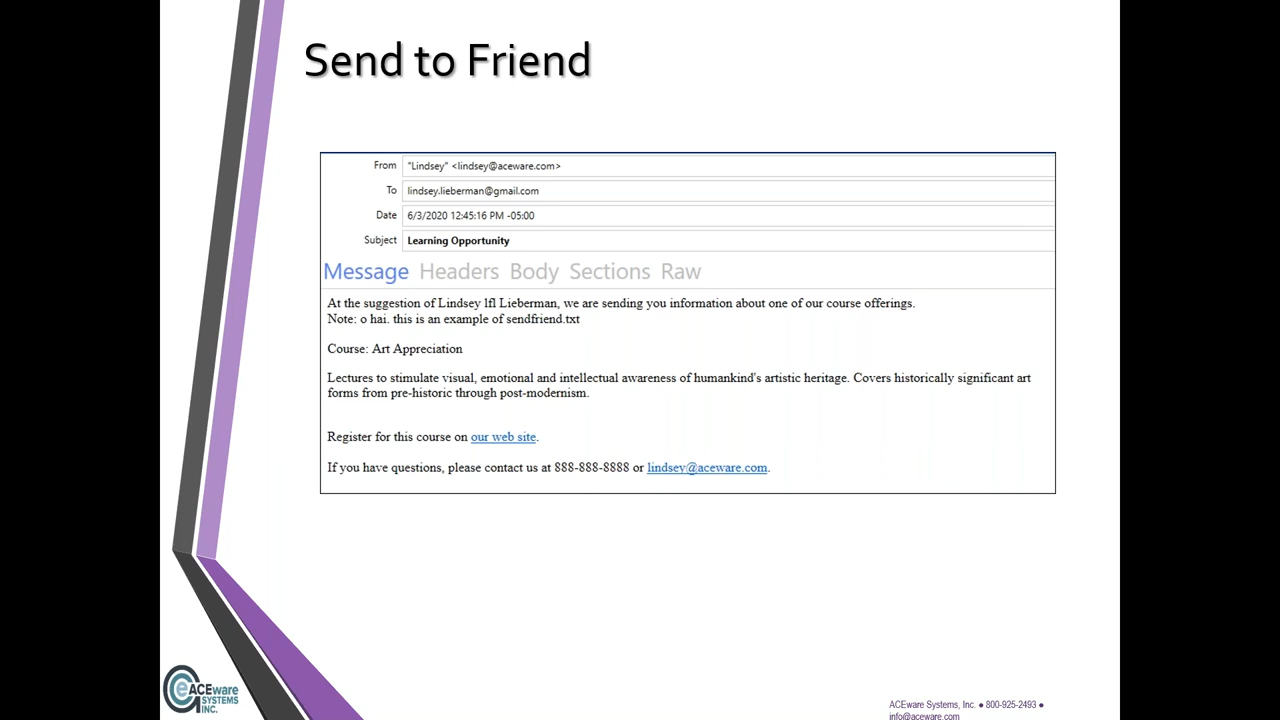 Send to Friend
From "Lindsey" <lindsey@aceware.com>
To lindsey.lieberman@gmail.com
Date 6/3/2020 12:45:16 PM -05:00
Subject Learning Opportunity
Message Headers Body Sections Raw
At the suggestion of Lindsey lfl Lieberman, we are sending you information about one of our course offerings.
Note: o hai. this is an example of sendfriend.txt
Course: Art Appreciation
Lectures to stimulate visual, emotional and intellectual awareness of humankind's artistic heritage. Covers historically significant art
forms from pre-historic through post-modernism.
Register for this course on our web site.
If you have questions, please contact us at 888-888-8888 or lindsey@aceware.com.
ACEware
SYSTEMS
INC.
ACEware Systems, Inc. ● 800-925-2493 ●
info@aceware.com